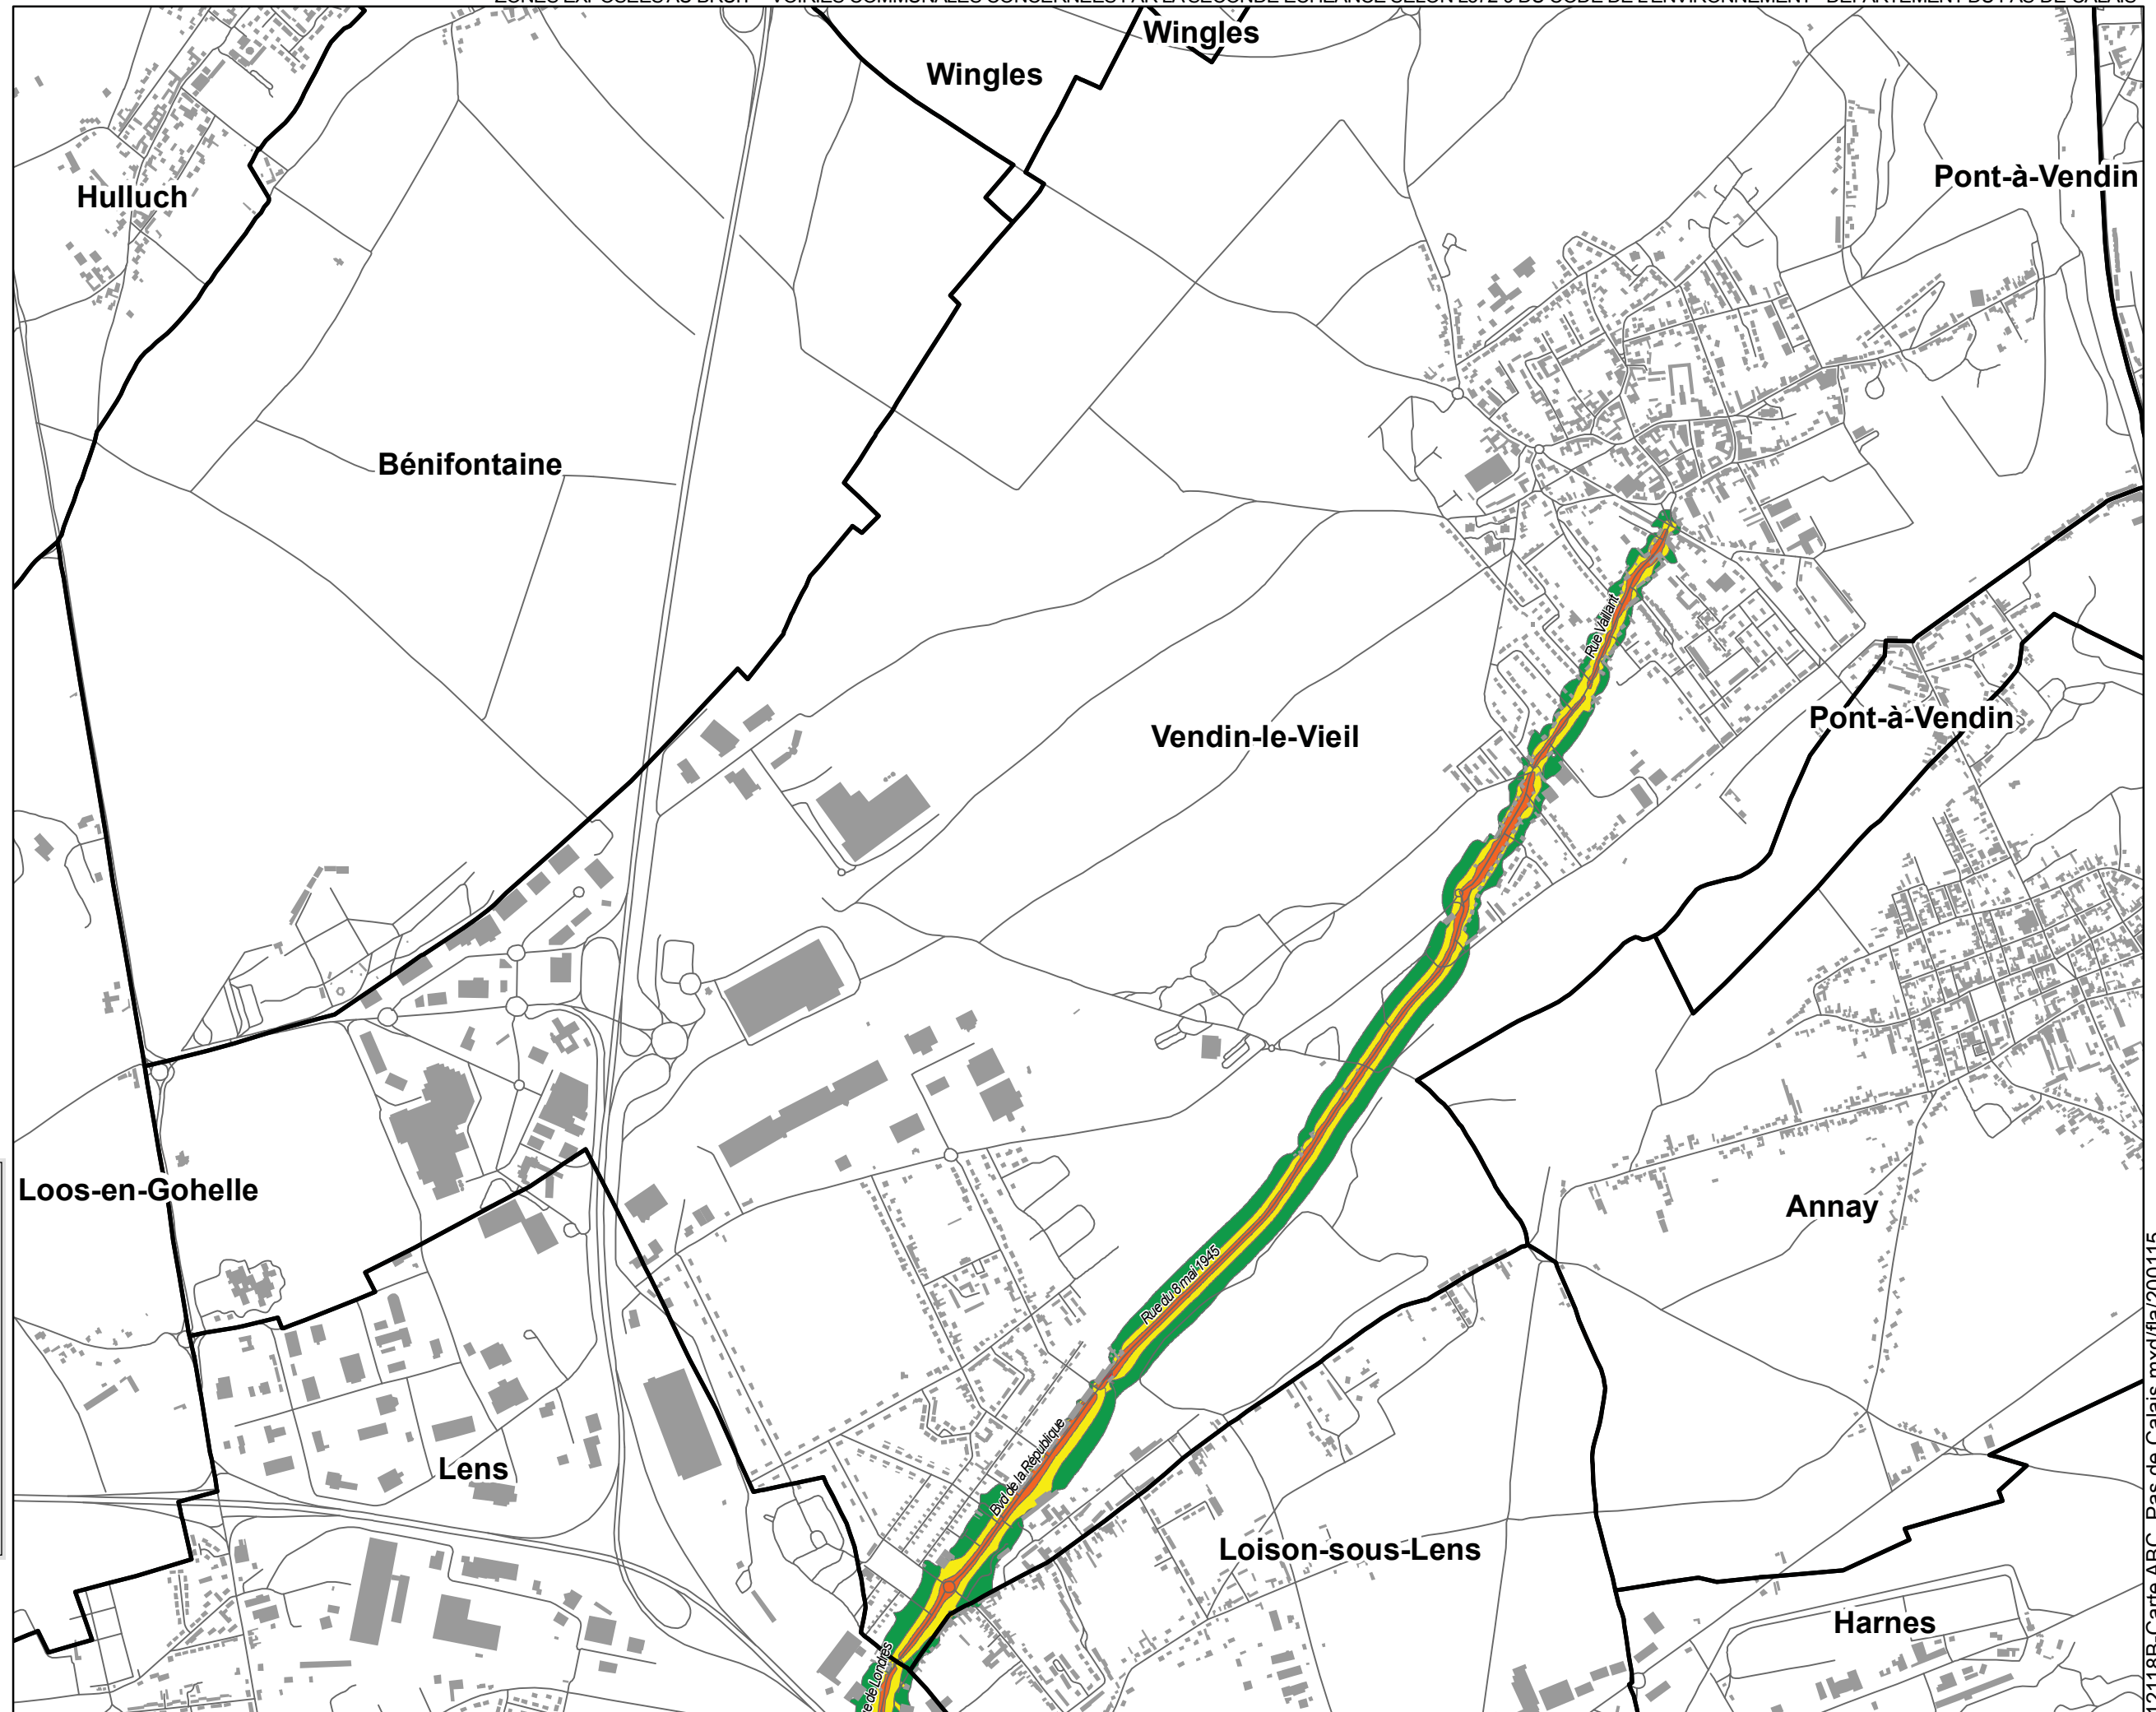 Wingles
Wingles
Pont-à-Vendin
Hulluch
Bénifontaine
Rue Vaillant
Pont-à-Vendin
Vendin-le-Vieil
Loos-en-Gohelle
Annay
Rue du 8 mai 1945
Bvd de la République
Lens
Loison-sous-Lens
Harnes
de Londres